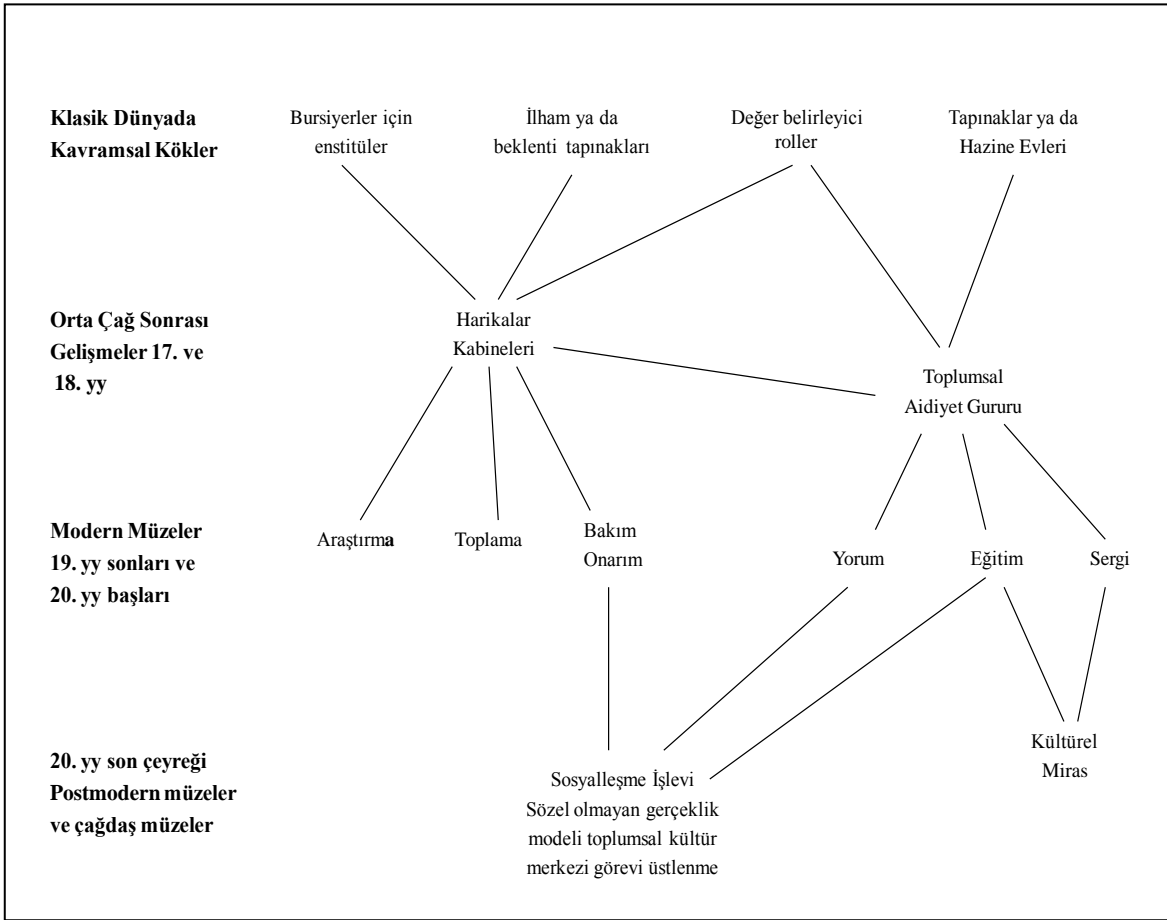 Klasik Dünyada
Kavramsal Kökler
Bursiyerler için
enstitüler
İlham ya da
beklenti tapınakları
Değer belirleyici
roller
Tapınaklar ya da
Hazine Evleri
Orta Çağ Sonrası
Gelişmeler 17. ve
18. yy
Harikalar
Kabineleri
Toplumsal
Aidiyet Gururu
Modern Müzeler
19. yy sonları ve
20. yy başları
Araştırma
Toplama
Bakım
Onarım
Yorum
Eğitim
Sergi
20. yy son çeyreği
Postmodern müzeler
ve çağdaş müzeler
Sosyalleşme İşlevi
Sözel olmayan gerçeklik
modeli toplumsal kültür
merkezi görevi üstlenme
Kültürel
Miras